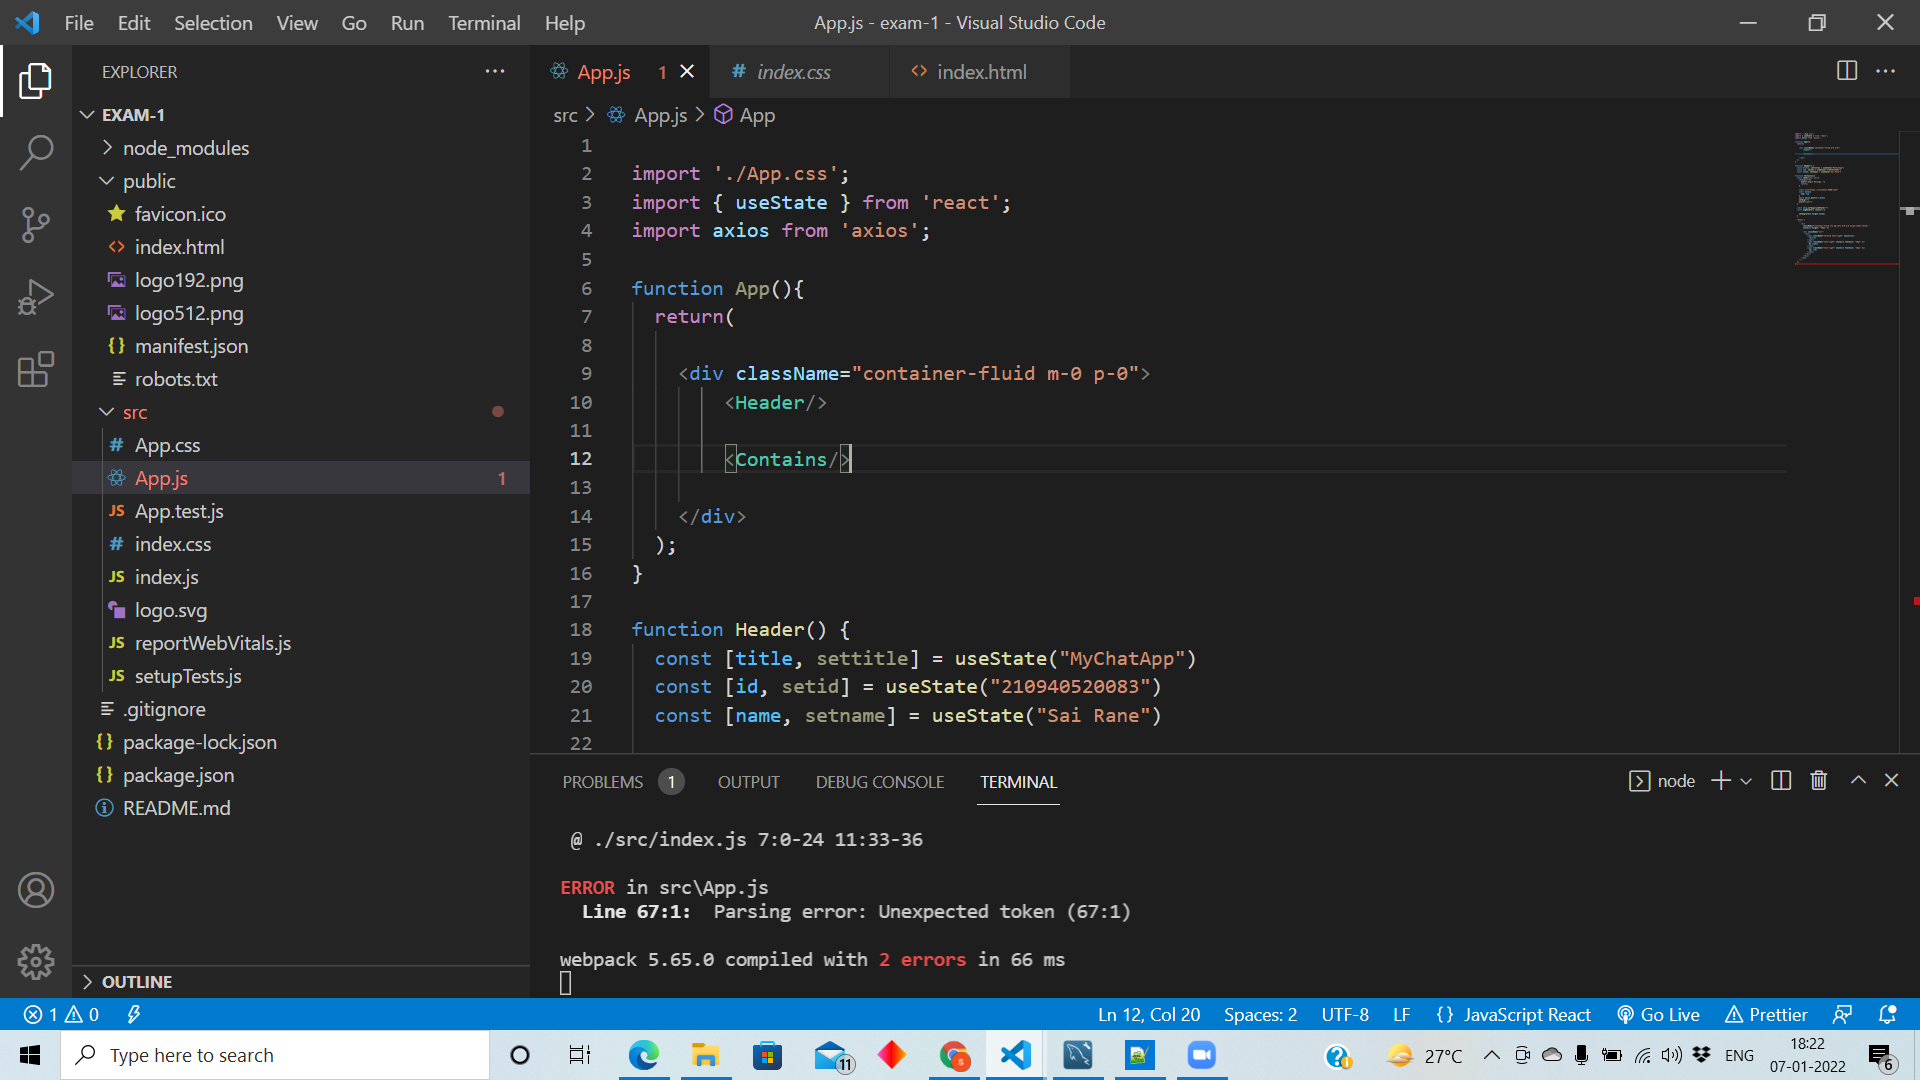 File Edit Selection View Go Run Terminal Help
App.js - exam-1 - Visual Studio Code
EXPLORER
EXAM-1
node_modules
public
favicon.ico
index.html
logo192.png
logo512.png
manifest.json
robots.txt
src
App.css
App.js 1
App.test.js
index.css
index.js
logo.svg
reportWebVitals.js
setupTests.js
.gitignore
package-lock.json
package.json
README.md
OUTLINE
App.js 1 index.css index.html
src > App.js > App
1
2 import './App.css';
3 import { useState } from 'react';
4 import axios from 'axios';
5
6 function App(){
7 return(
8
9 <div className="container-fluid m-0 p-0">
10 <Header/>
11
12 <Contains/>
13
14 </div>
15 );
16 }
17
18 function Header() {
19 const [title, settitle] = useState("MyChatApp")
20 const [id, setid] = useState("210940520083")
21 const [name, setname] = useState("Sai Rane")
22
PROBLEMS 1 OUTPUT DEBUG CONSOLE TERMINAL
node
@ ./src/index.js 7:0-24 11:33-36
ERROR in src\App.js
Line 67:1: Parsing error: Unexpected token (67:1)
webpack 5.65.0 compiled with 2 errors in 66 ms
1 0
Ln 12, Col 20 Spaces: 2 UTF-8 LF {} JavaScript React Go Live Prettier
Type here to search
11
27°C
ENG
18:22
07-01-2022
6